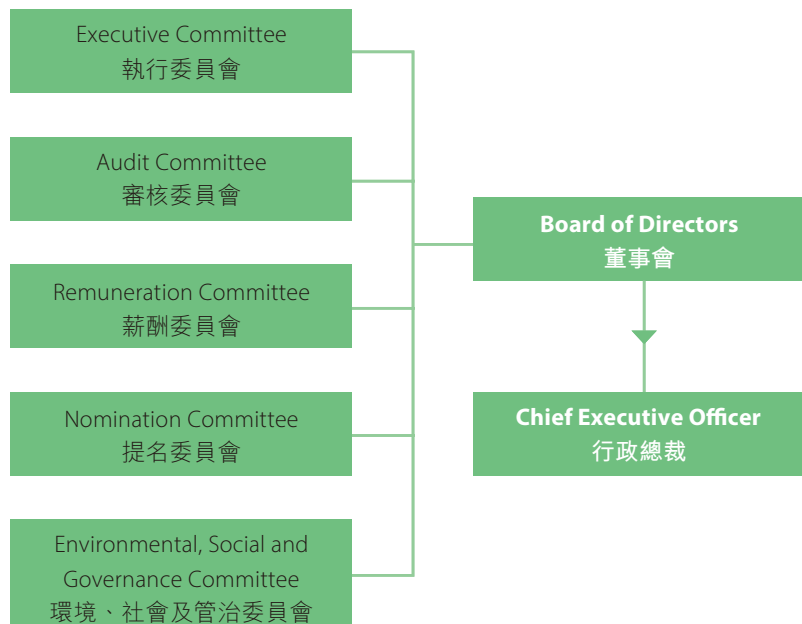 Executive Committee
執行委員會
Audit Committee
審核委員會
Remuneration Committee
薪酬委員會
Nomination Committee
提名委員會
Environmental, Social and
Governance Committee
環境、社會及管治委員會
Board of Directors
董事會
Chief Executive Officer
行政總裁